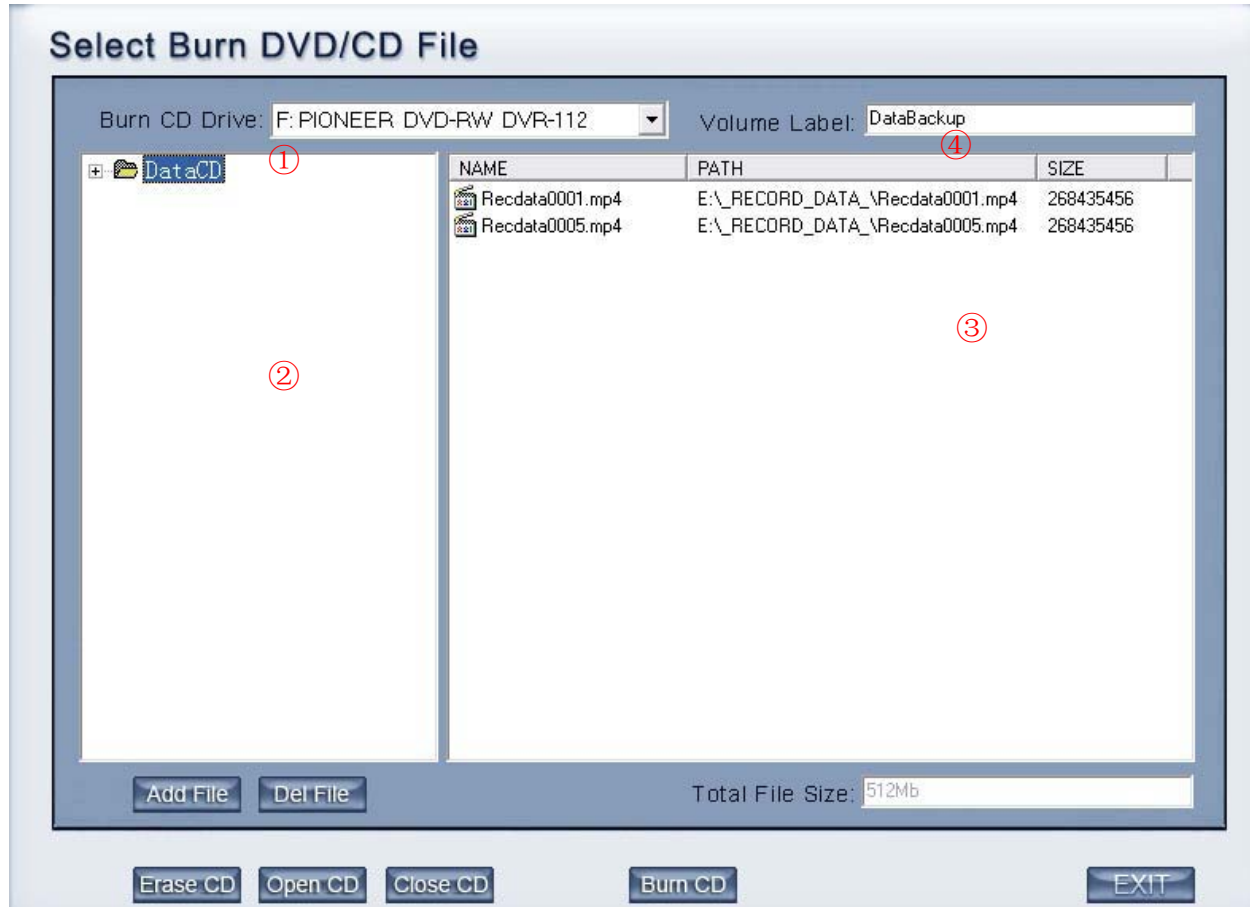 Select Burn DVD/CD File
Burn CD Drive: F: PIONEER DVD-RW DVR-112 Volume Label: DataBackup
① ④
DataCD
NAME PATH SIZE
Recdata0001.mp4 E:\_RECORD_DATA_\Recdata0001.mp4 268435456
Recdata0005.mp4 E:\_RECORD_DATA_\Recdata0005.mp4 268435456
③
②
Add File Del File Total File Size: 512Mb
Erase CD Open CD Close CD Burn CD EXIT